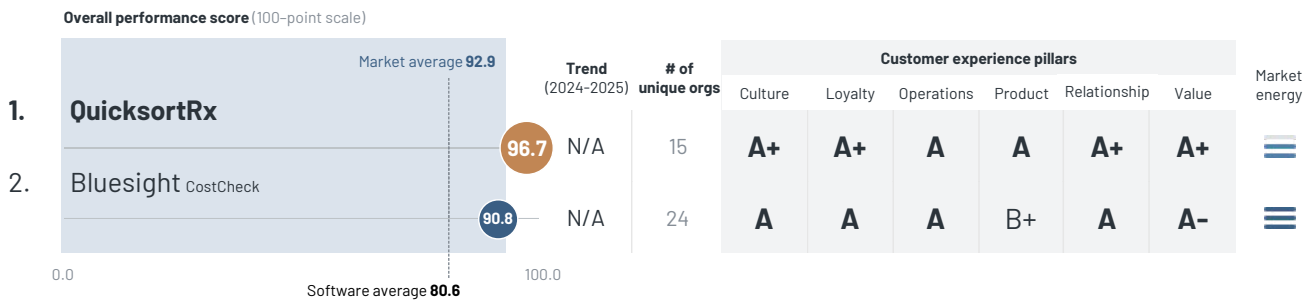 Overall performance score (100-point scale)
Market average 92.9
Trend
(2024-2025)
# of
unique orgs
Customer experience pillars
Culture Loyalty Operations Product Relationship Value
Market
energy
1. QuicksortRx
96.7 N/A 15 A+ A+ A A A+ A+
2. Bluesight CostCheck
90.8 N/A 24 A A A B+ A A-
0.0 100.0
Software average 80.6